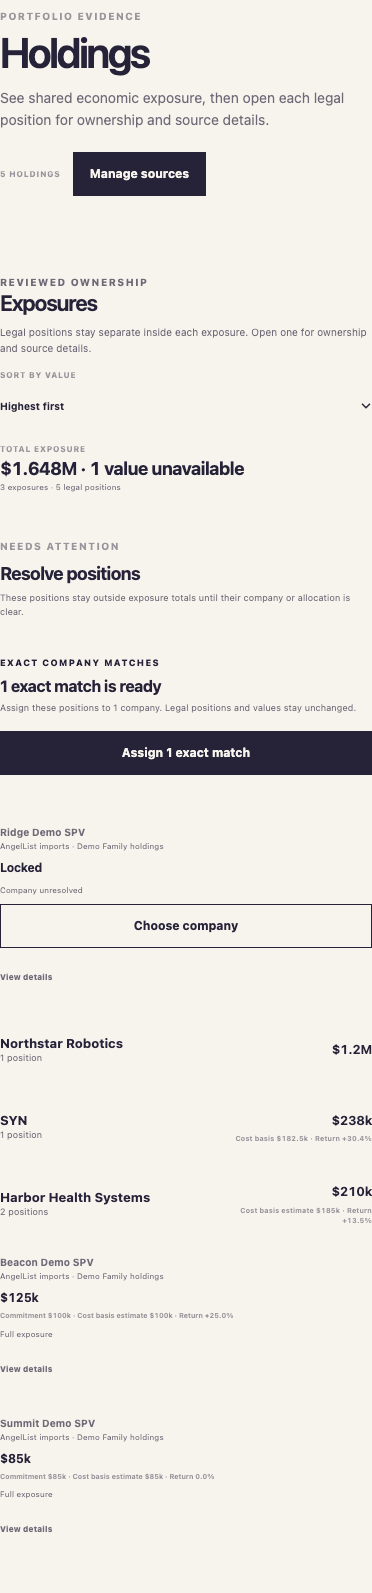 PORTFOLIO EVIDENCE
Holdings
See shared economic exposure, then open each legal
position for ownership and source details.
5 HOLDINGS
Manage sources
REVIEWED OWNERSHIP
Exposures
Legal positions stay separate inside each exposure. Open one for ownership
and source details.
SORT BY VALUE
Highest first
TOTAL EXPOSURE
$1.648M · 1 value unavailable
3 exposures · 5 legal positions
NEEDS ATTENTION
Resolve positions
These positions stay outside exposure totals until their company or allocation is
clear.
EXACT COMPANY MATCHES
1 exact match is ready
Assign these positions to 1 company. Legal positions and values stay unchanged.
Assign 1 exact match
Ridge Demo SPV
AngelList imports · Demo Family holdings
Locked
Company unresolved
Choose company
View details
Northstar Robotics
1 position
$1.2M
SYN
1 position
$238k
Cost basis $182.5k · Return +30.4%
Harbor Health Systems
2 positions
$210k
Cost basis estimate $185k · Return
+13.5%
Beacon Demo SPV
AngelList imports · Demo Family holdings
$125k
Commitment $100k · Cost basis estimate $100k · Return +25.0%
Full exposure
View details
Summit Demo SPV
AngelList imports · Demo Family holdings
$85k
Commitment $85k · Cost basis estimate $85k · Return 0.0%
Full exposure
View details